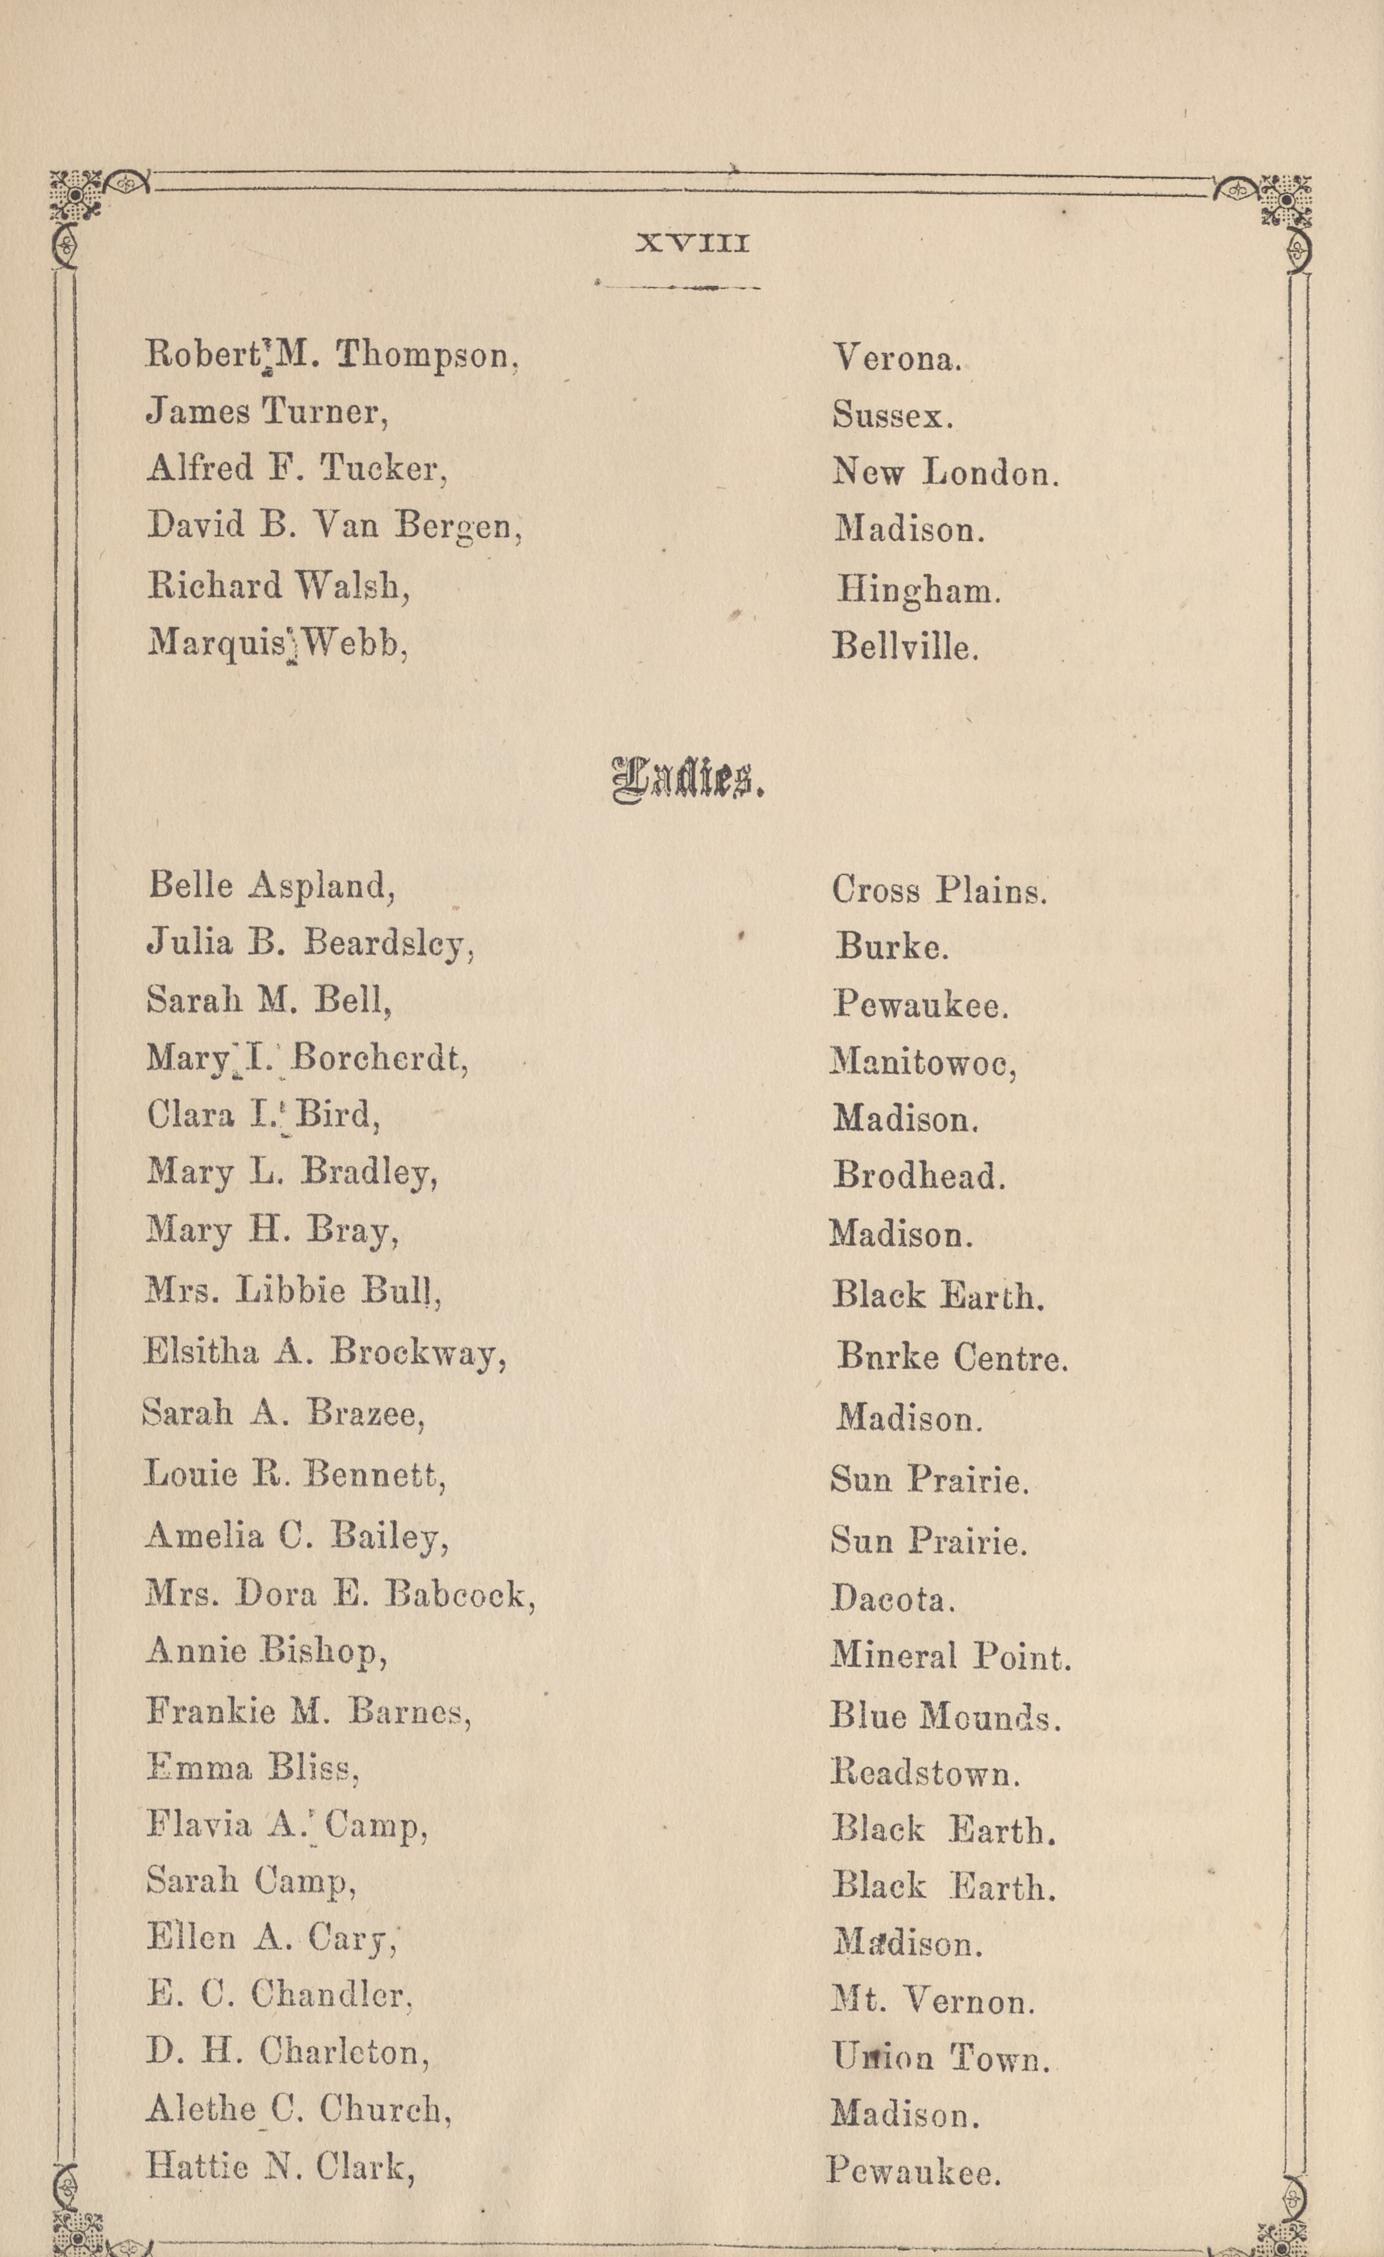 XVIII
Robert M. Thompson, Verona.
James Turner, Sussex.
Alfred F. Tucker, New London.
David B. Van Bergen, Madison.
Richard Walsh, Hingham.
Marquis Webb, Bellville.
Ladies.
Belle Aspland, Cross Plains.
Julia B. Beardsley, Burke.
Sarah M. Bell, Pewaukee.
Mary I. Borcherdt, Manitowoc,
Clara I. Bird, Madison.
Mary L. Bradley, Brodhead.
Mary H. Bray, Madison.
Mrs. Libbie Bull, Black Earth.
Elsitha A. Brockway, Bnrke Centre.
Sarah A. Brazee, Madison.
Louie R. Bennett, Sun Prairie.
Amelia C. Bailey, Sun Prairie.
Mrs. Dora E. Babcock, Dacota.
Annie Bishop, Mineral Point.
Frankie M. Barnes, Blue Mounds.
Emma Bliss, Readstown.
Flavia A. Camp, Black Earth.
Sarah Camp, Black Earth.
Ellen A. Cary, Madison.
E. C. Chandler, Mt. Vernon.
D. H. Charleton, Union Town.
Alethe C. Church, Madison.
Hattie N. Clark, Pewaukee.